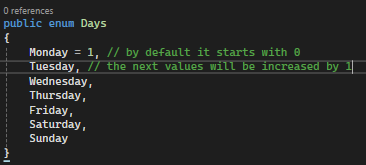 0 references
public enum Days
{
    Monday = 1, // by default it starts with 0
    Tuesday, // the next values will be increased by 1
    Wednesday,
    Thursday,
    Friday,
    Saturday,
    Sunday
}